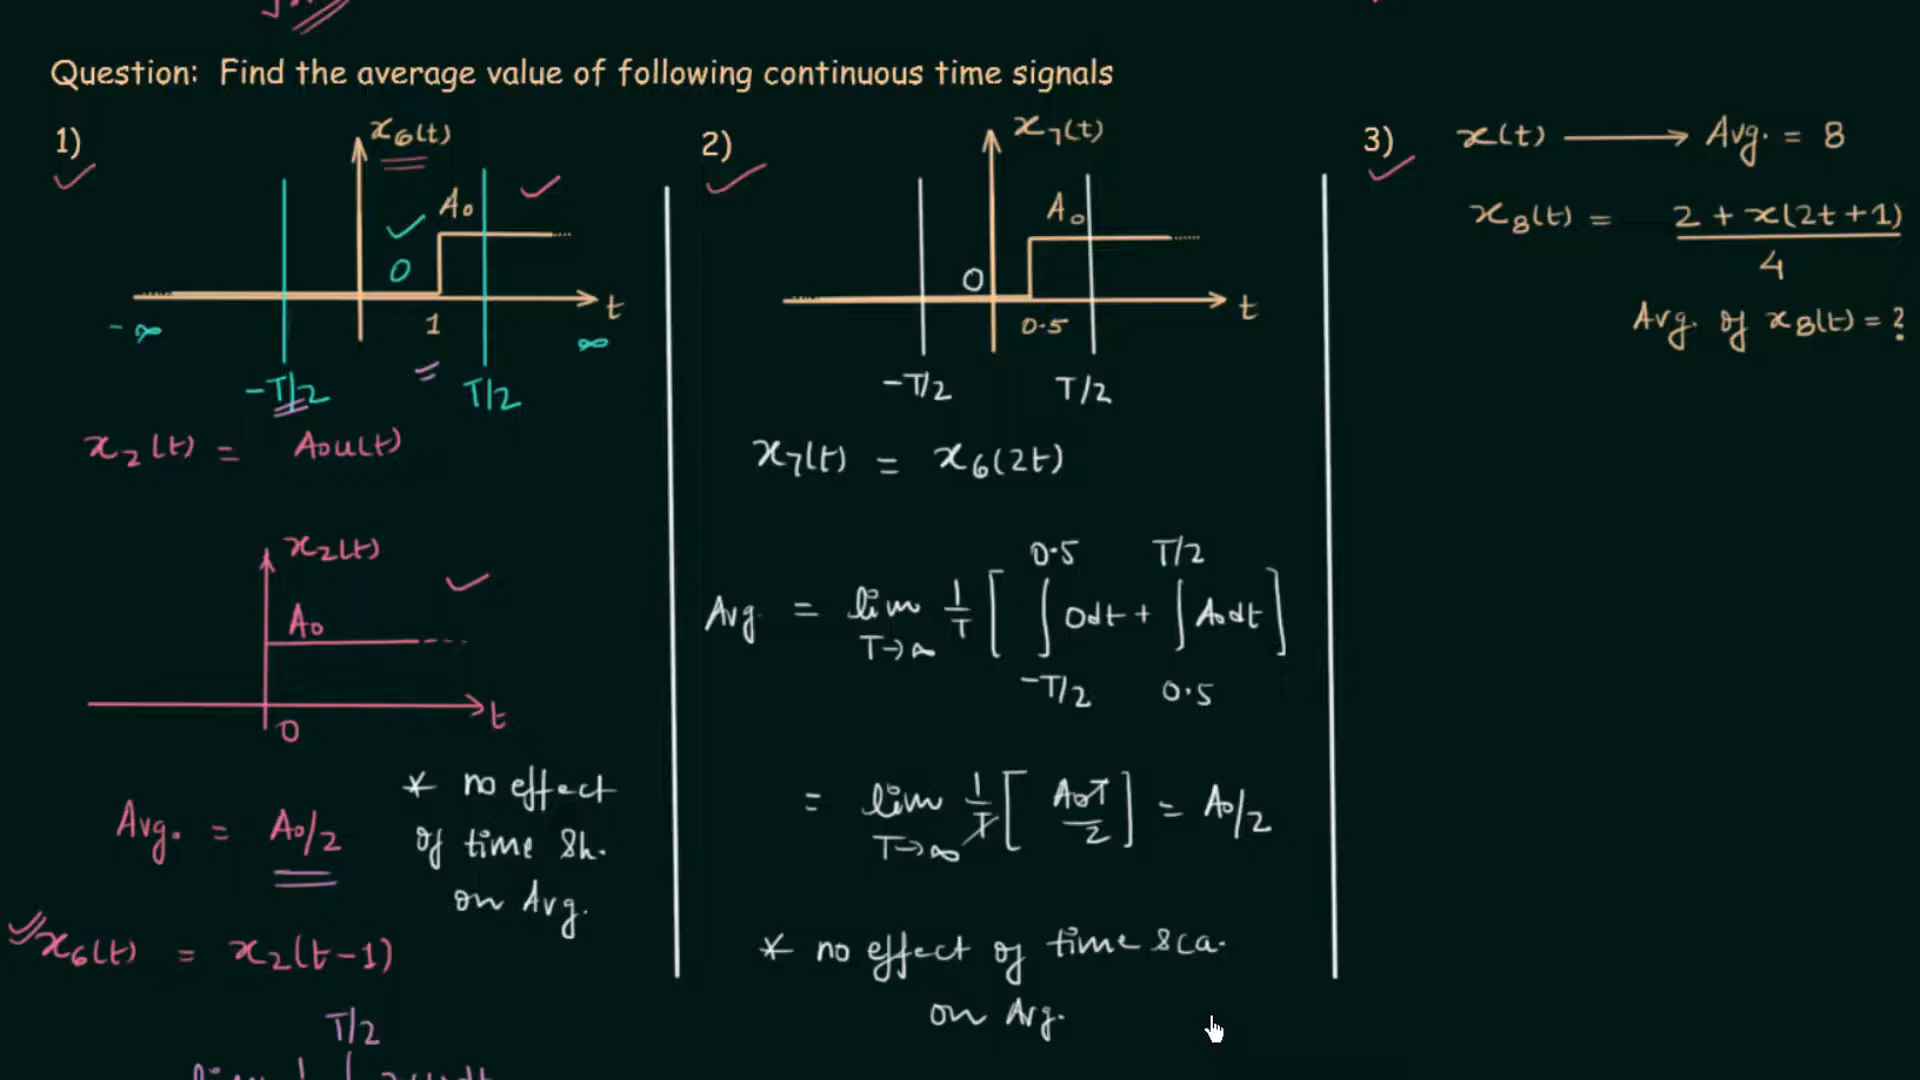 Question: Find the average value of following continuous time signals
1)
x₆(t)
A₀
0
1
t
-∞
∞
-T/2
T/2
x₂(t) = A₀u(t)
x₂(t)
A₀
0
t
Avg. = A₀/2
* no effect
of time Sh.
on Avg.
x₆(t) = x₂(t-1)
T/2
2)
x₇(t)
A₀
0
0.5
t
-T/2
T/2
x₇(t) = x₆(2t)
Avg. = lim T→∞ 1/T [ ∫_{-T/2}^{0.5} 0dt + ∫_{0.5}^{T/2} A₀dt ]
= lim T→∞ 1/T [ A₀T/2 ] = A₀/2
* no effect of time Sca.
on Avg.
3)
x(t) → Avg. = 8
x₈(t) = 2 + x(2t+1) / 4
Avg. of x₈(t) = ?